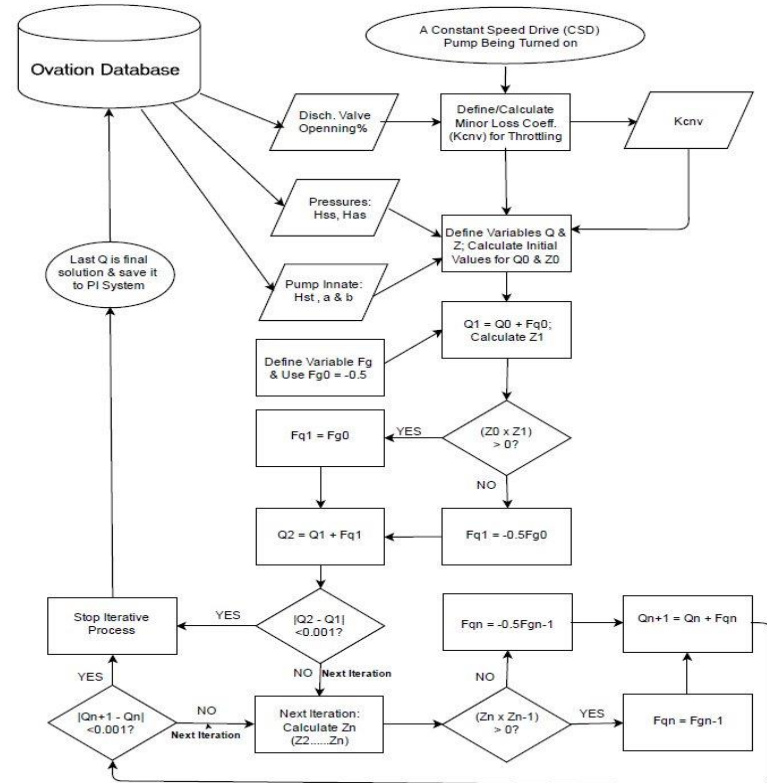 Ovation Database
A Constant Speed Drive (CSD)
Pump Being Turned on
Disch. Valve
Openning%
Define/Calculate
Minor Loss Coeff.
(Kcnv) for Throttling
Kcnv
Pressures:
Hss, Has
Define Variables Q &
Z; Calculate Initial
Values for Q0 & Z0
Last Q is final
solution & save it
to PI System
Pump Innate:
Hst , a & b
Q1 = Q0 + Fq0;
Calculate Z1
Define Variable Fg
& Use Fg0 = -0.5
Fq1 = Fg0
YES
(Z0 x Z1)
> 0?
NO
Q2 = Q1 + Fq1
Fq1 = -0.5Fg0
Stop Iterative
Process
YES
|Q2 - Q1|
<0.001?
Fqn = -0.5Fgn-1
Qn+1 = Qn + Fqn
YES
NO
Next Iteration
NO
|Qn+1 - Qn|
<0.001?
NO
Next Iteration
Next Iteration:
Calculate Zn
(Z2......Zn)
(Zn x Zn-1)
> 0?
YES
Fqn = Fgn-1